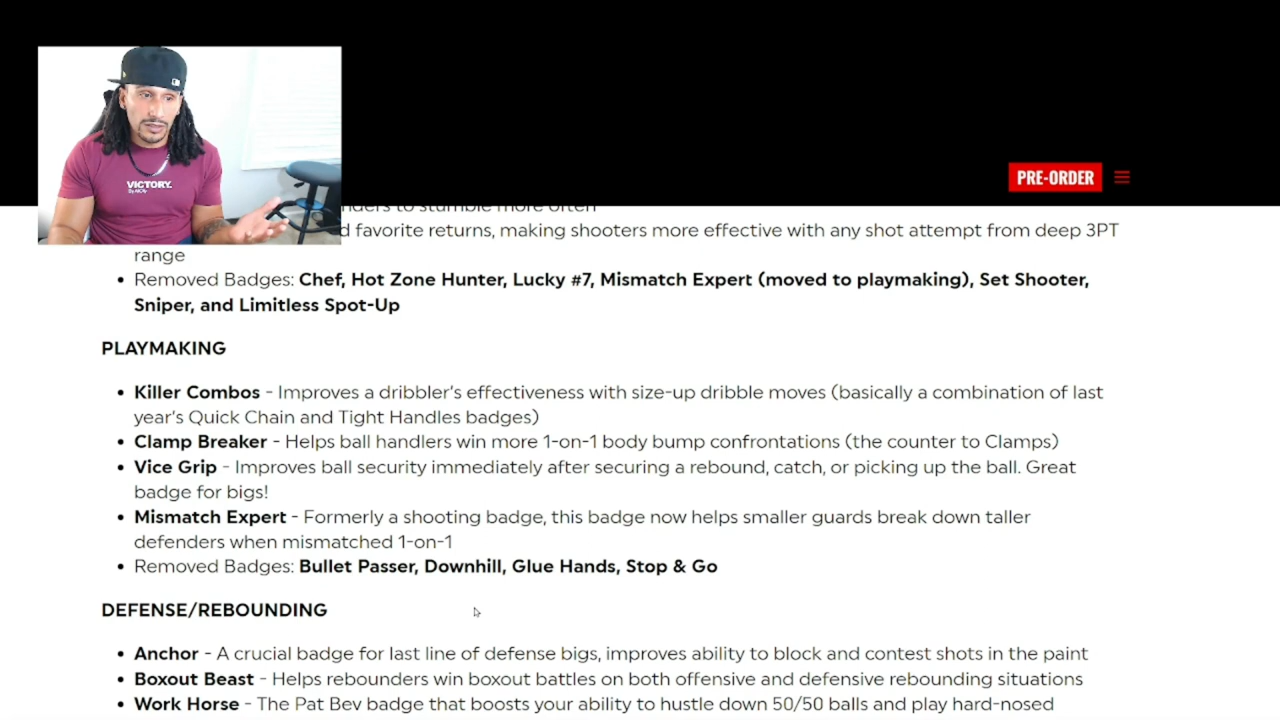 VICTORY.
PRE-ORDER
to stumble more often
favorite returns, making shooters more effective with any shot attempt from deep 3PT
range
• Removed Badges: Chef, Hot Zone Hunter, Lucky #7, Mismatch Expert (moved to playmaking), Set Shooter,
Sniper, and Limitless Spot-Up
PLAYMAKING
• Killer Combos - Improves a dribbler's effectiveness with size-up dribble moves (basically a combination of last
year's Quick Chain and Tight Handles badges)
• Clamp Breaker - Helps ball handlers win more 1-on-1 body bump confrontations (the counter to Clamps)
• Vice Grip - Improves ball security immediately after securing a rebound, catch, or picking up the ball. Great
badge for bigs!
• Mismatch Expert - Formerly a shooting badge, this badge now helps smaller guards break down taller
defenders when mismatched 1-on-1
• Removed Badges: Bullet Passer, Downhill, Glue Hands, Stop & Go
DEFENSE/REBOUNDING
• Anchor - A crucial badge for last line of defense bigs, improves ability to block and contest shots in the paint
• Boxout Beast - Helps rebounders win boxout battles on both offensive and defensive rebounding situations
• Work Horse - The Pat Bev badge that boosts your ability to hustle down 50/50 balls and play hard-nosed